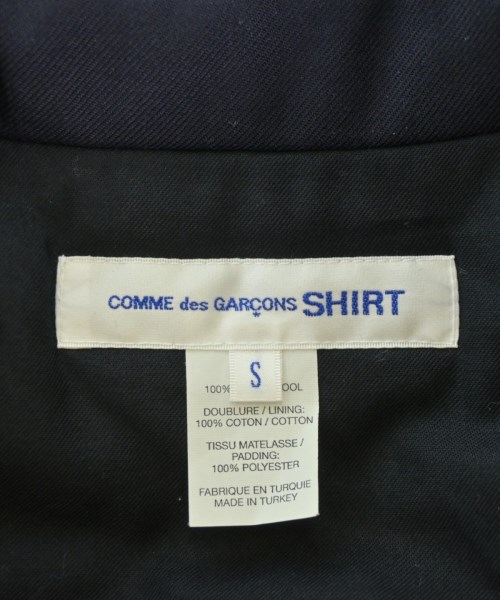 COMME des GARÇONS SHIRT
S
100% OOL
DOUBLURE / LINING:
100% COTON / COTTON
TISSU MATELASSE /
PADDING:
100% POLYESTER
FABRIQUE EN TURQUIE
MADE IN TURKEY